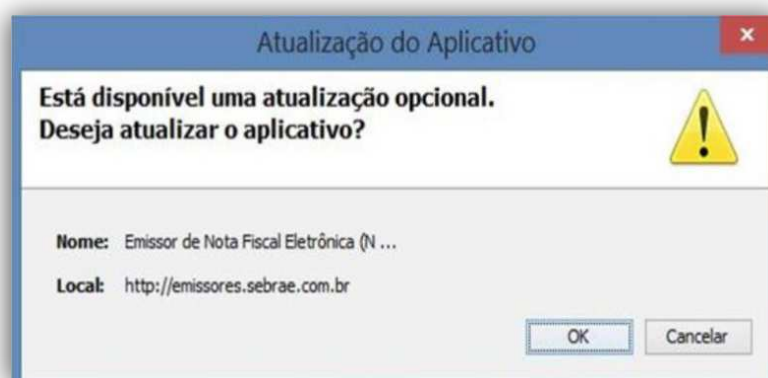 Atualização do Aplicativo
Está disponível uma atualização opcional.
Deseja atualizar o aplicativo?
Nome: Emissor de Nota Fiscal Eletrônica (N ...
Local: http://emissores.sebrae.com.br
OK
Cancelar